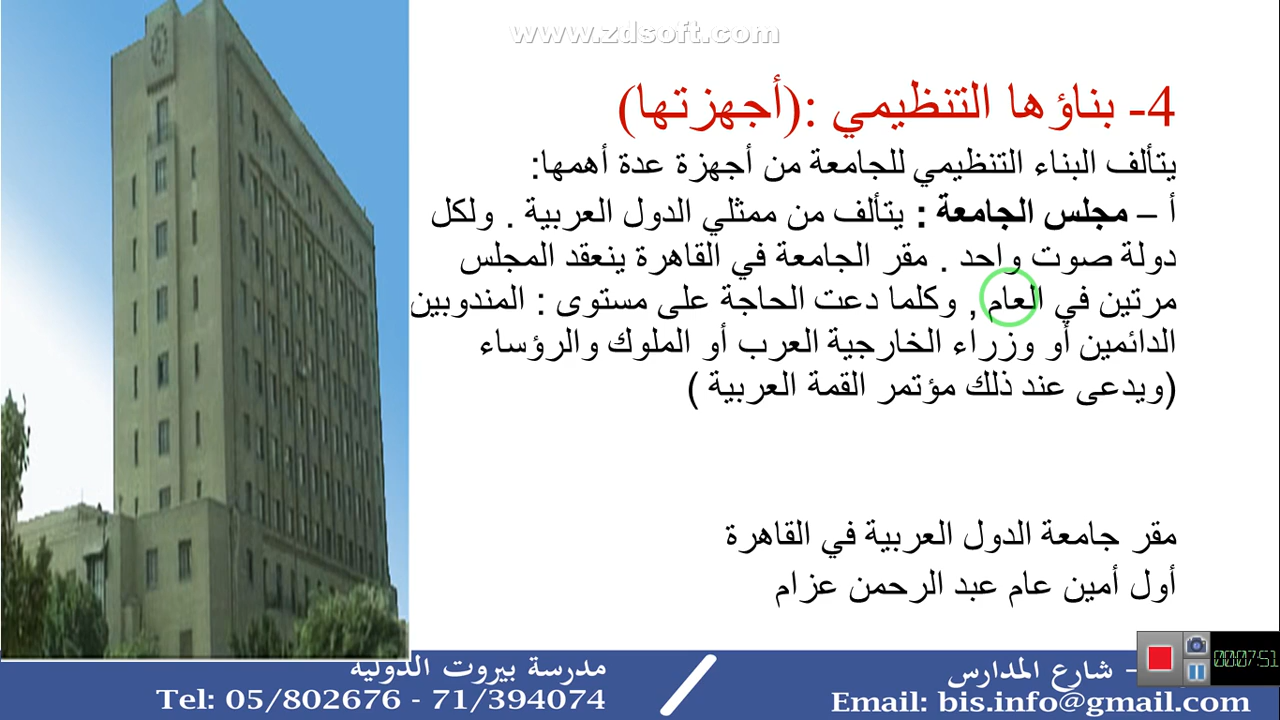 www.zdsoft.com
4- بناؤها التنظيمي :(أجهزتها)
يتألف البناء التنظيمي للجامعة من أجهزة عدة أهمها:
أ – مجلس الجامعة : يتألف من ممثلي الدول العربية . ولكل
دولة صوت واحد . مقر الجامعة في القاهرة ينعقد المجلس
مرتين في العام , وكلما دعت الحاجة على مستوى : المندوبين
الدائمين أو وزراء الخارجية العرب أو الملوك والرؤساء
(ويدعى عند ذلك مؤتمر القمة العربية )
مقر جامعة الدول العربية في القاهرة
أول أمين عام عبد الرحمن عزام
- شارع المدارس
مدرسة بيروت الدولية
Tel: 05/802676 - 71/394074
Email: bis.info@gmail.com
00:07:51